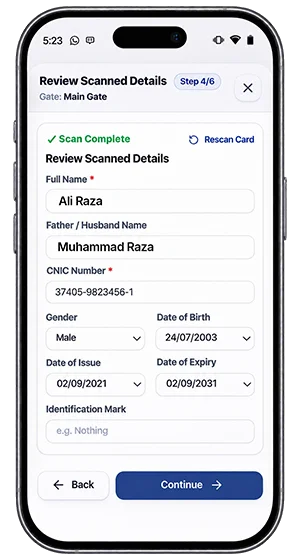 5:23
Review Scanned Details Step 4/6
Gate: Main Gate
Scan Complete Rescan Card
Review Scanned Details
Full Name *
Ali Raza
Father / Husband Name
Muhammad Raza
CNIC Number *
37405-9823456-1
Gender Date of Birth
Male 24/07/2003
Date of Issue Date of Expiry
02/09/2021 02/09/2031
Identification Mark
e.g. Nothing
Back Continue